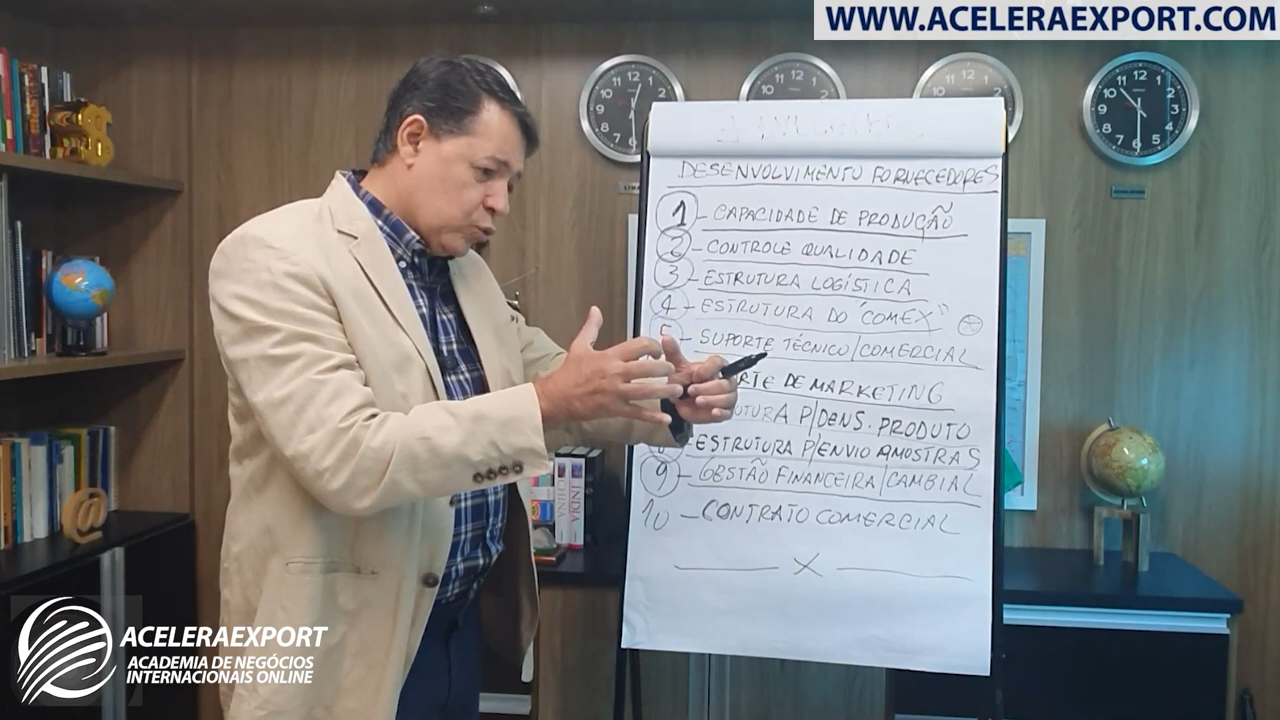 WWW.ACELERAEXPORT.COM
DESENVOLVIMENTO FORNECEDORES
1 - CAPACIDADE DE PRODUÇÃO
2 - CONTROLE QUALIDADE
3 - ESTRUTURA LOGÍSTICA
4 - ESTRUTURA DO "COMEX"
5 - SUPORTE TÉCNICO/COMERCIAL
DE MARKETING
P/DENS. PRODUTO
ESTRUTURA P/ENVIO AMOSTRAS
9 - GESTÃO FINANCEIRA/CAMBIAL
10 - CONTRATO COMERCIAL
X
CHINA
INDIA
@
ACELERAEXPORT
ACADEMIA DE NEGÓCIOS
INTERNACIONAIS ONLINE